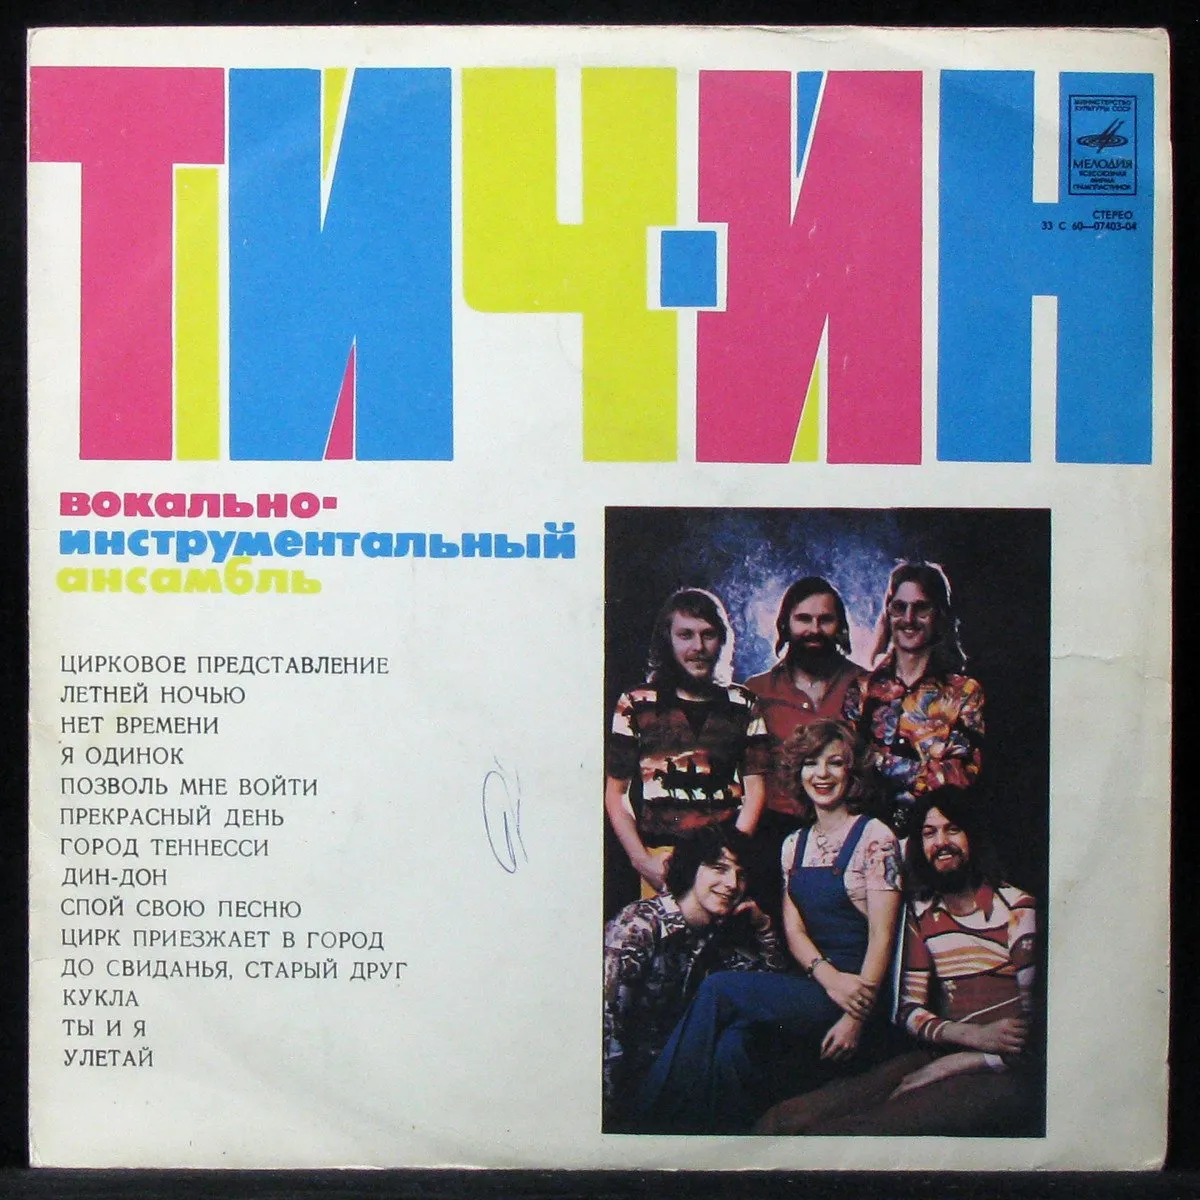 ТИЧ-ИН
МИНИСТЕРСТВО
КУЛЬТУРЫ СССР
МЕЛОДИЯ
ВСЕСОЮЗНАЯ
ФИРМА
ГРАМПЛАСТИНОК
СТЕРЕО
33 С 60—07403-04
вокально-
инструментальный
ансамбль
ЦИРКОВОЕ ПРЕДСТАВЛЕНИЕ
ЛЕТНЕЙ НОЧЬЮ
НЕТ ВРЕМЕНИ
Я ОДИНОК
ПОЗВОЛЬ МНЕ ВОЙТИ
ПРЕКРАСНЫЙ ДЕНЬ
ГОРОД ТЕННЕССИ
ДИН-ДОН
СПОЙ СВОЮ ПЕСНЮ
ЦИРК ПРИЕЗЖАЕТ В ГОРОД
ДО СВИДАНЬЯ, СТАРЫЙ ДРУГ
КУКЛА
ТЫ И Я
УЛЕТАЙ